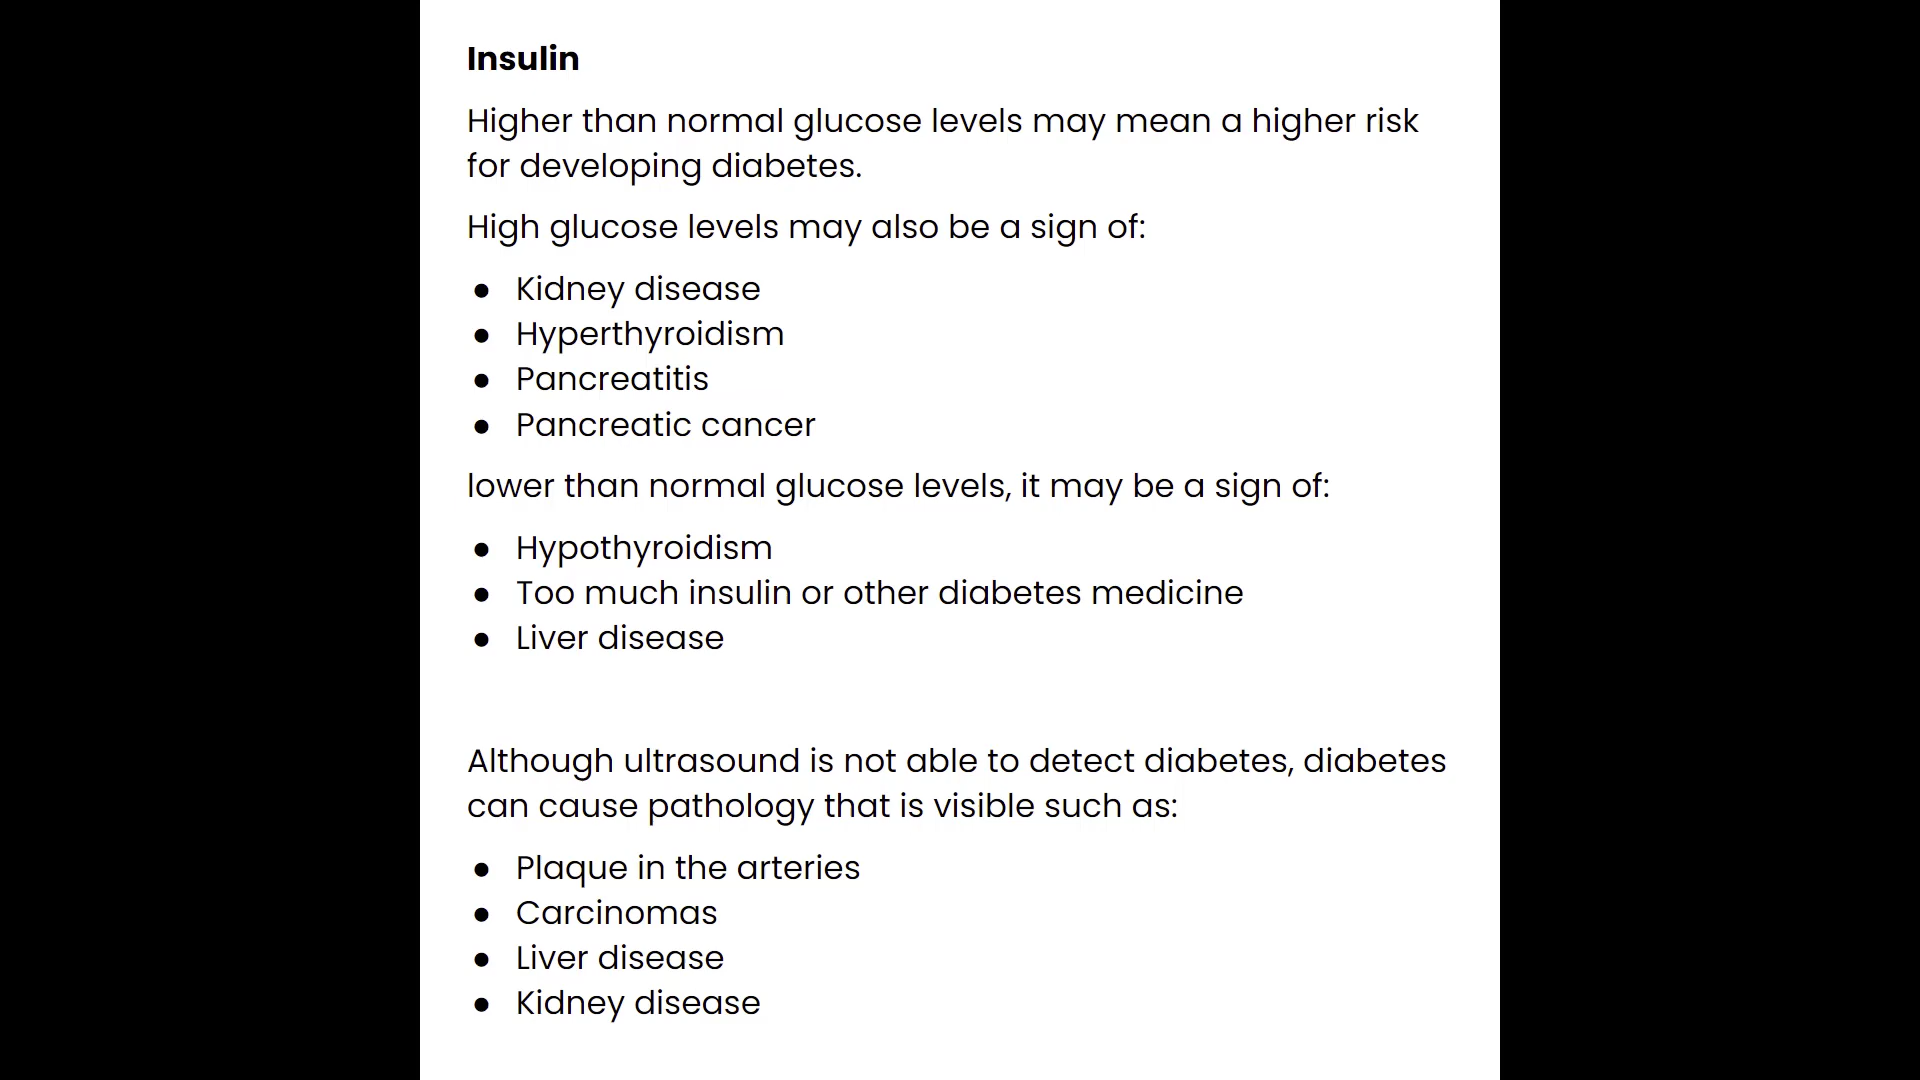 Insulin
Higher than normal glucose levels may mean a higher risk
for developing diabetes.
High glucose levels may also be a sign of:
● Kidney disease
● Hyperthyroidism
● Pancreatitis
● Pancreatic cancer
lower than normal glucose levels, it may be a sign of:
● Hypothyroidism
● Too much insulin or other diabetes medicine
● Liver disease
Although ultrasound is not able to detect diabetes, diabetes
can cause pathology that is visible such as:
● Plaque in the arteries
● Carcinomas
● Liver disease
● Kidney disease